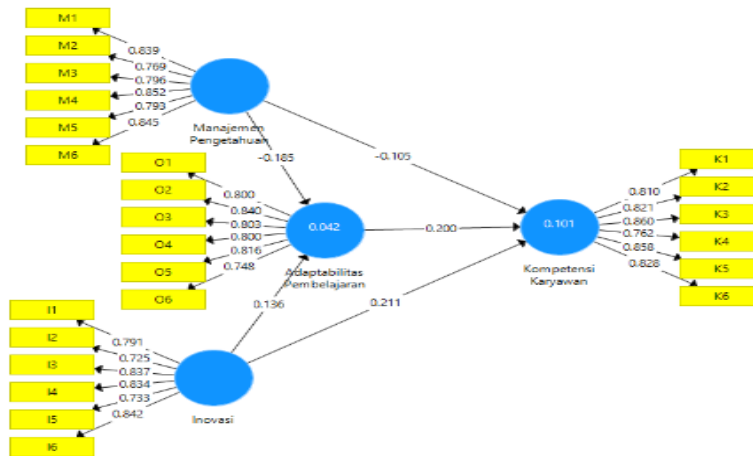 M1
M2
M3
M4
M5
M6
0.839
0.769
0.796
0.852
0.793
0.845
Manajemen
Pengetahuan
-0.185
-0.105
O1
O2
O3
O4
O5
O6
0.800
0.840
0.803
0.800
0.816
0.748
0.042
Adaptabilitas
Pembelajaran
0.200
0.136
0.211
0.101
Kompetensi
Karyawan
0.810
0.821
0.860
0.762
0.858
0.828
K1
K2
K3
K4
K5
K6
I1
I2
I3
I4
I5
I6
0.791
0.725
0.837
0.834
0.733
0.842
Inovasi